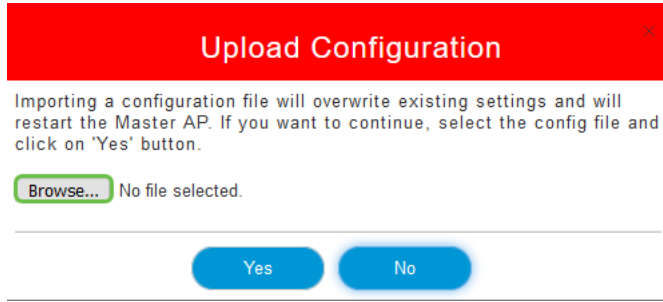 Upload Configuration
Importing a configuration file will overwrite existing settings and will
restart the Master AP. If you want to continue, select the config file and
click on 'Yes' button.
Browse... No file selected.
Yes No